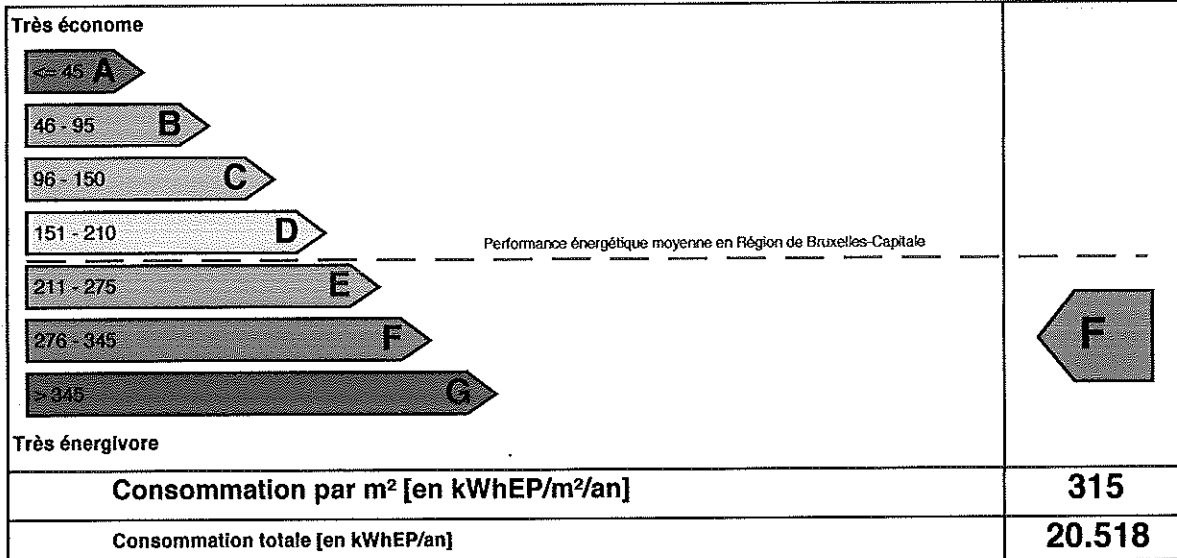 Très économe
<= 45 A
46 - 95 B
96 - 150 C
151 - 210 D
Performance énergétique moyenne en Région de Bruxelles-Capitale
211 - 275 E
276 - 345 F
F
> 345 G
Très énergivore
Consommation par m² [en kWhEP/m²/an] 315
Consommation totale [en kWhEP/an] 20.518